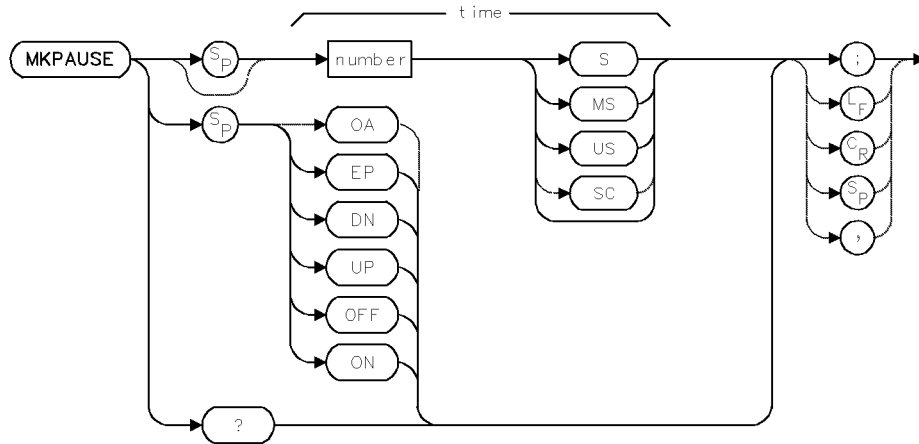 time
MKPAUSE SP number S ;
MS LF
US CR
SC SP
,
SP OA
EP
DN
UP
OFF
ON
?